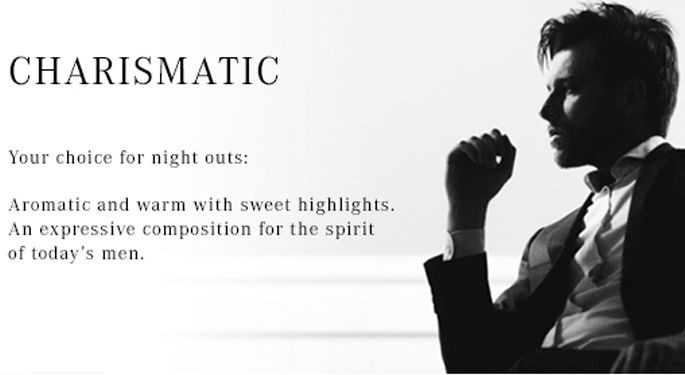 CHARISMATIC
Your choice for night outs:
Aromatic and warm with sweet highlights.
An expressive composition for the spirit
of today's men.